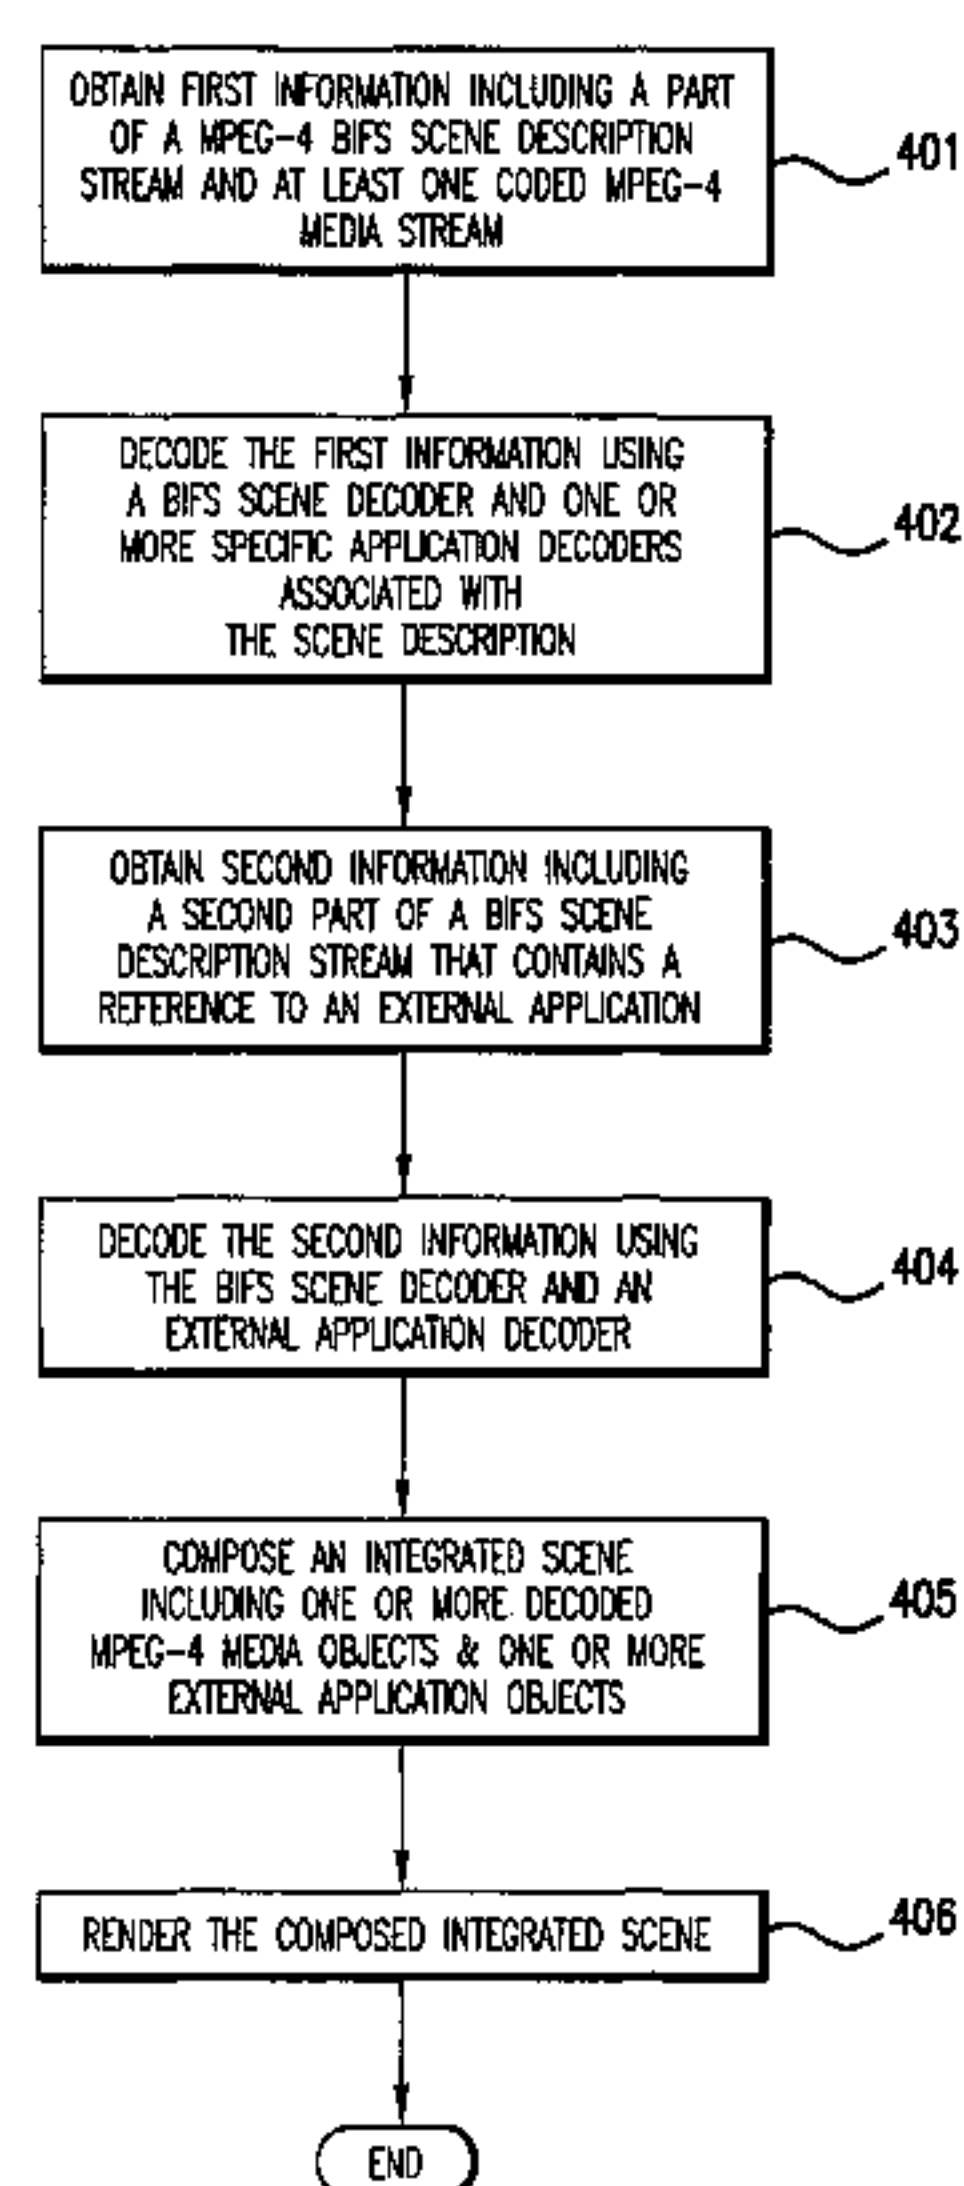 OBTAIN FIRST INFORMATION INCLUDING A PART
OF A MPEG-4 BIFS SCENE DESCRIPTION
STREAM AND AT LEAST ONE CODED MPEG-4
MEDIA STREAM
401
DECODE THE FIRST INFORMATION USING
A BIFS SCENE DECODER AND ONE OR
MORE SPECIFIC APPLICATION DECODERS
ASSOCIATED WITH
THE SCENE DESCRIPTION
402
OBTAIN SECOND INFORMATION INCLUDING
A SECOND PART OF A BIFS SCENE
DESCRIPTION STREAM THAT CONTAINS A
REFERENCE TO AN EXTERNAL APPLICATION
403
DECODE THE SECOND INFORMATION USING
THE BIFS SCENE DECODER AND AN
EXTERNAL APPLICATION DECODER
404
COMPOSE AN INTEGRATED SCENE
INCLUDING ONE OR MORE DECODED
MPEG-4 MEDIA OBJECTS & ONE OR MORE
EXTERNAL APPLICATION OBJECTS
405
RENDER THE COMPOSED INTEGRATED SCENE
406
END